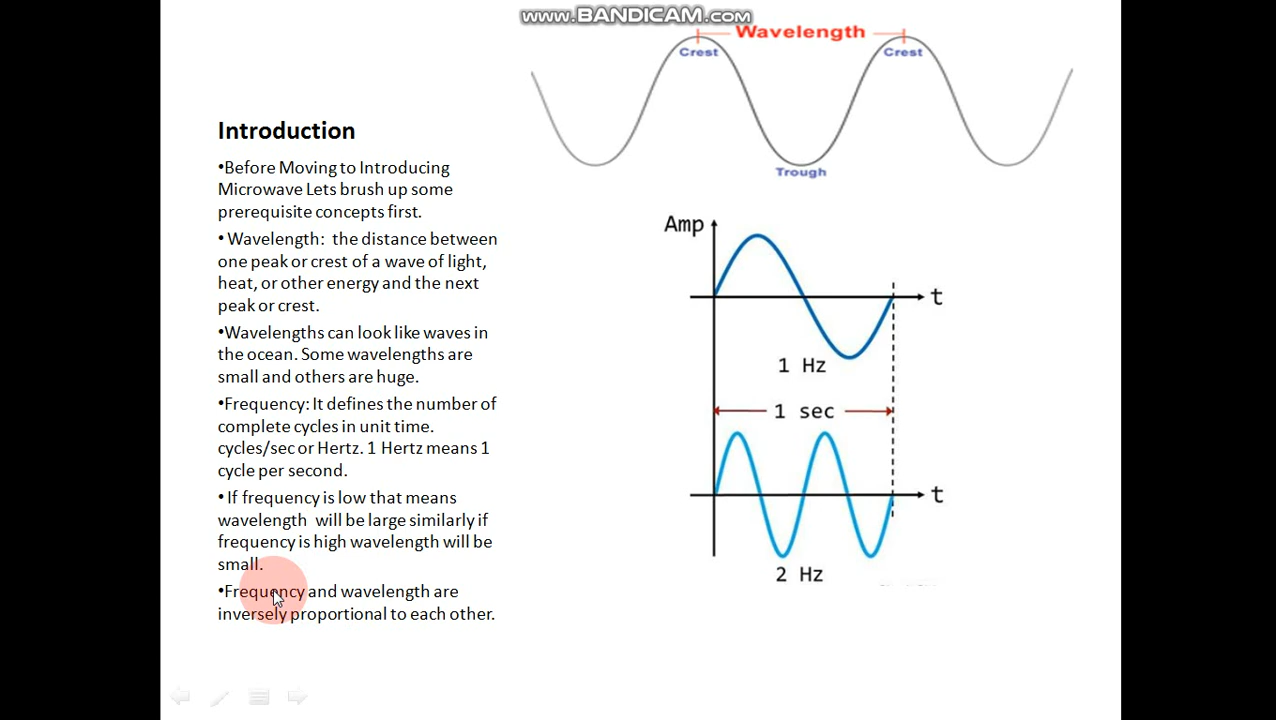 www.BANDICAM.com
Wavelength
Crest
Crest
Trough
Introduction
•Before Moving to Introducing
Microwave Lets brush up some
prerequisite concepts first.
• Wavelength:  the distance between
one peak or crest of a wave of light,
heat, or other energy and the next
peak or crest.
•Wavelengths can look like waves in
the ocean. Some wavelengths are
small and others are huge.
•Frequency: It defines the number of
complete cycles in unit time.
cycles/sec or Hertz. 1 Hertz means 1
cycle per second.
• If frequency is low that means
wavelength  will be large similarly if
frequency is high wavelength will be
small.
•Frequency and wavelength are
inversely proportional to each other.
Amp
t
1 Hz
1 sec
t
2 Hz